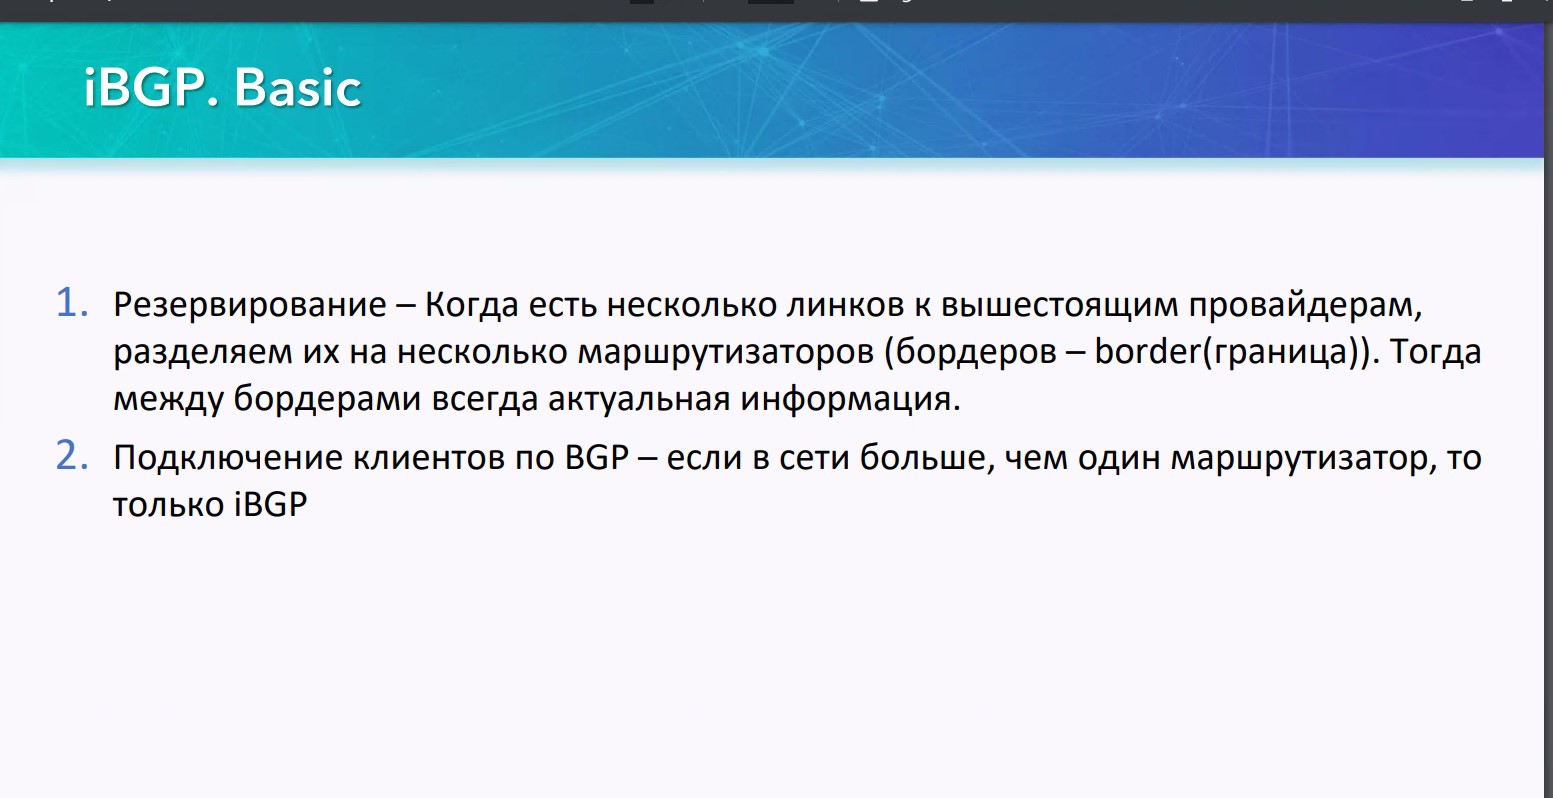 iBGP. Basic
1. Резервирование – Когда есть несколько линков к вышестоящим провайдерам,
разделяем их на несколько маршрутизаторов (бордеров – border(граница)). Тогда
между бордерами всегда актуальная информация.
2. Подключение клиентов по BGP – если в сети больше, чем один маршрутизатор, то
только iBGP